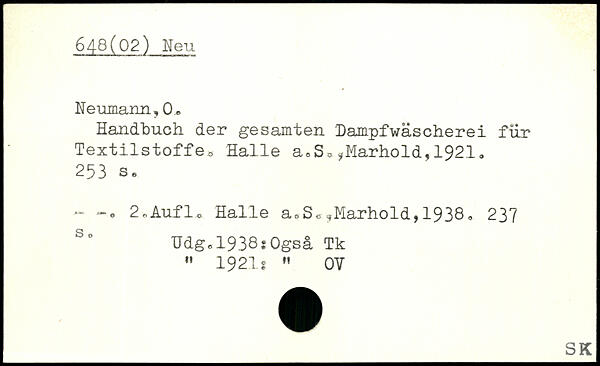 648(02) Neu
Neumann,O.
Handbuch der gesamten Dampfwäscherei für
Textilstoffe. Halle a.S.,Marhold,1921.
253 s.
- -. 2.Aufl. Halle a.S.,Marhold,1938. 237
s.
Udg.1938:Også Tk
" 1921: " OV
SK